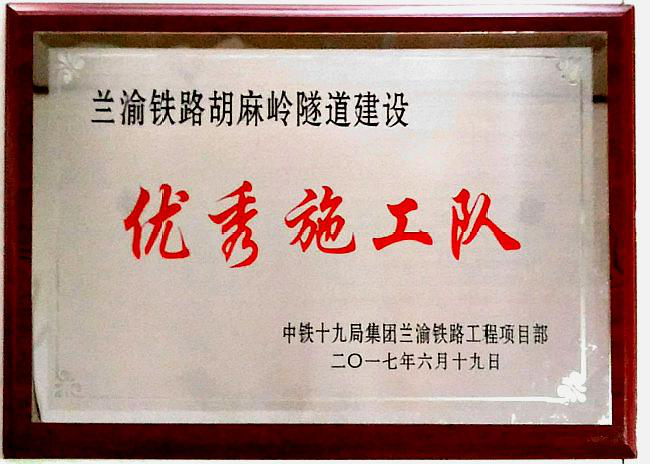 兰渝铁路胡麻岭隧道建设
优秀施工队
中铁十九局集团兰渝铁路工程项目部
二〇一七年六月十九日